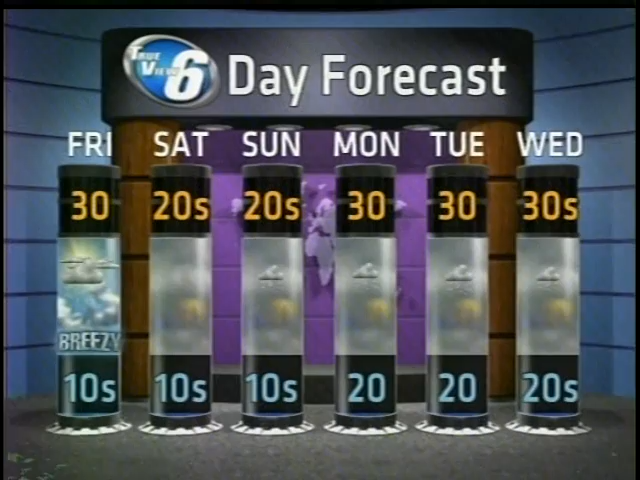 TRUE VIEW 6 Day Forecast
FRI SAT SUN MON TUE WED
30 20s 20s 30 30 30s
BREEZY
10s 10s 10s 20 20 20s